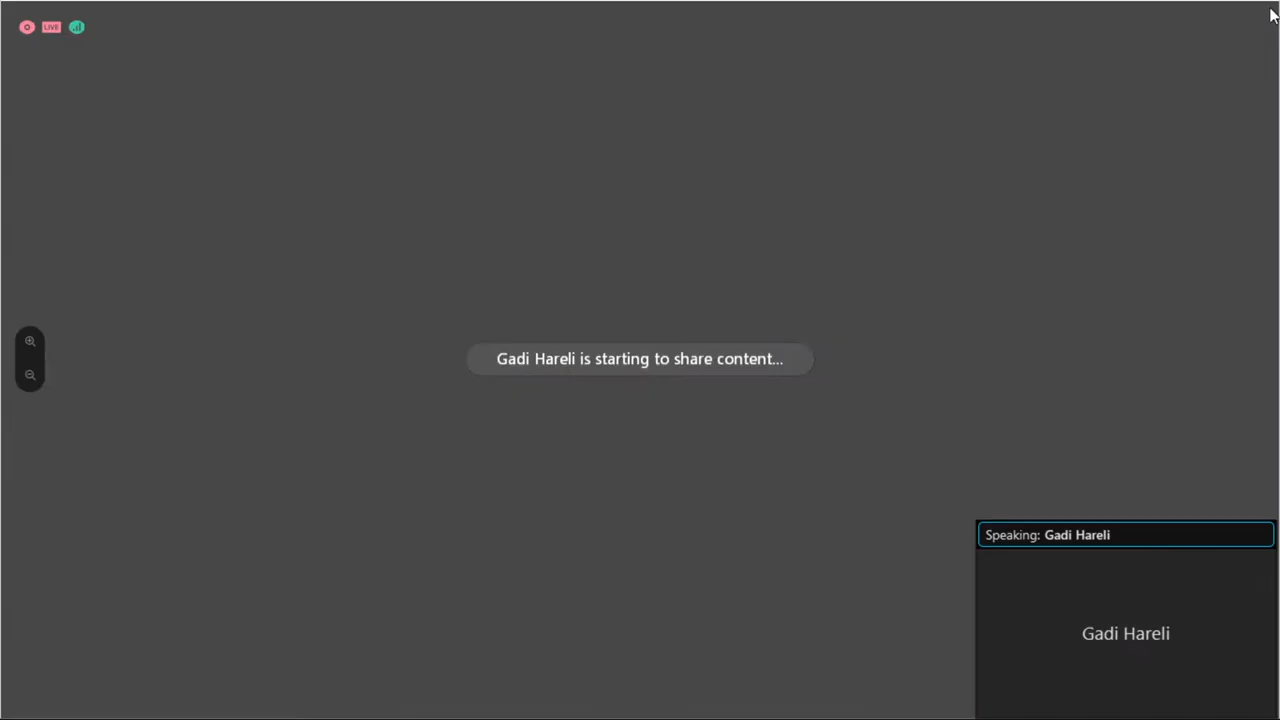 LIVE
Gadi Hareli is starting to share content...
Speaking: Gadi Hareli
Gadi Hareli